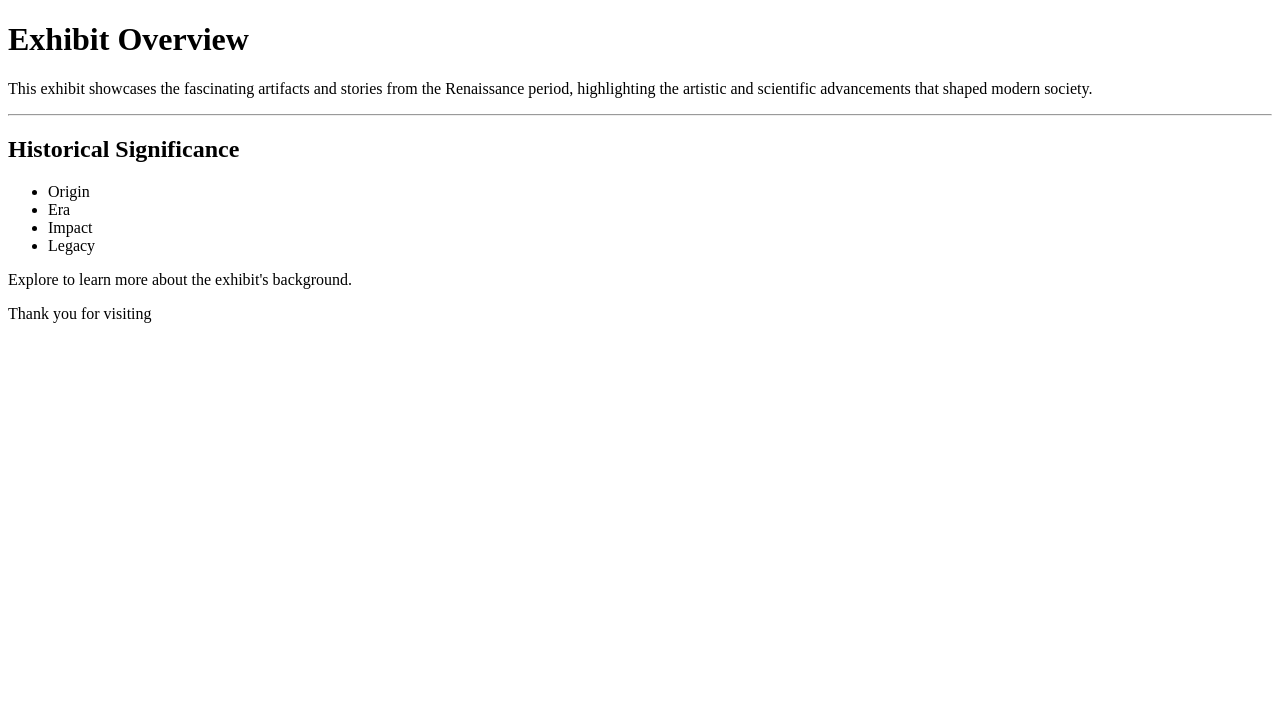 Exhibit Overview
This exhibit showcases the fascinating artifacts and stories from the Renaissance period, highlighting the artistic and scientific advancements that shaped modern society.
Historical Significance
Origin
Era
Impact
Legacy
Explore to learn more about the exhibit's background.
Thank you for visiting